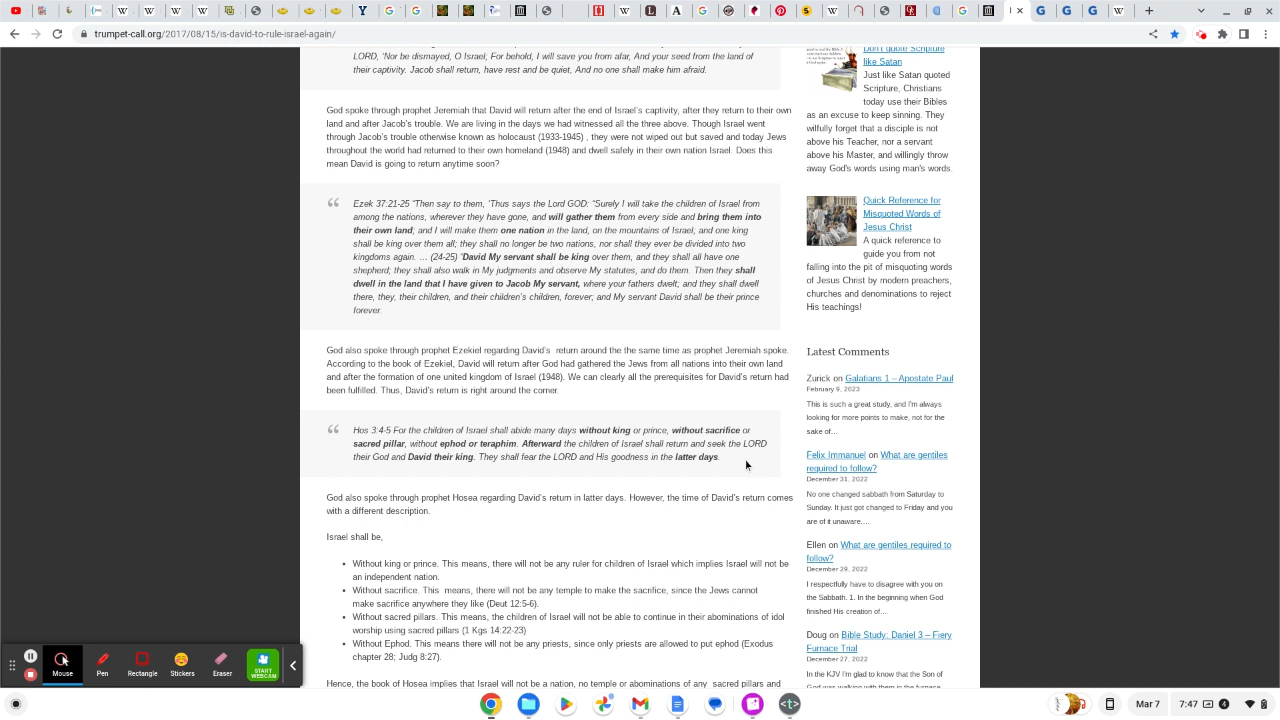 trumpet-call.org/2017/08/15/is-david-to-rule-israel-again/
LORD, 'Nor be dismayed, O Israel; For behold, I will save you from afar, And your seed from the land of
their captivity. Jacob shall return, have rest and be quiet, And no one shall make him afraid.
God spoke through prophet Jeremiah that David will return after the end of Israel's captivity, after they return to their own
land and after Jacob's trouble. We are living in the days we had witnessed all the three above. Though Israel went
through Jacob's trouble otherwise known as holocaust (1933-1945) , they were not wiped out but saved and today Jews
throughout the world had returned to their own homeland (1948) and dwell safely in their own nation Israel. Does this
mean David is going to return anytime soon?
Ezek 37:21-25 "Then say to them, 'Thus says the Lord GOD: "Surely I will take the children of Israel from
among the nations, wherever they have gone, and will gather them from every side and bring them into
their own land; and I will make them one nation in the land, on the mountains of Israel; and one king
shall be king over them all; they shall no longer be two nations, nor shall they ever be divided into two
kingdoms again. … (24-25) 'David My servant shall be king over them, and they shall all have one
shepherd; they shall also walk in My judgments and observe My statutes, and do them. Then they shall
dwell in the land that I have given to Jacob My servant, where your fathers dwelt; and they shall dwell
there, they, their children, and their children's children, forever; and My servant David shall be their prince
forever.
God also spoke through prophet Ezekiel regarding David's  return around the the same time as prophet Jeremiah spoke.
According to the book of Ezekiel, David will return after God had gathered the Jews from all nations into their own land
and after the formation of one united kingdom of Israel (1948). We can clearly all the prerequisites for David's return had
been fulfilled. Thus, David's return is right around the corner.
Hos 3:4-5 For the children of Israel shall abide many days without king or prince, without sacrifice or
sacred pillar, without ephod or teraphim. Afterward the children of Israel shall return and seek the LORD
their God and David their king. They shall fear the LORD and His goodness in the latter days.
God also spoke through prophet Hosea regarding David's return in latter days. However, the time of David's return comes
with a different description.
Israel shall be,
• Without king or prince. This means, there will not be any ruler for children of Israel which implies Israel will not be
an independent nation.
• Without sacrifice. This  means, there will not be any temple to make the sacrifice, since the Jews cannot
make sacrifice anywhere they like (Deut 12:5-6).
• Without sacred pillars. This means, the children of Israel will not be able to continue in their abominations of idol
worship using sacred pillars (1 Kgs 14:22-23)
• Without Ephod. This means there will not be any priests, since only priests are allowed to put ephod (Exodus
chapter 28; Judg 8:27).
Hence, the book of Hosea implies that Israel will not be a nation, no temple or abominations of any  sacred pillars and
Don't quote Scripture
like Satan
Just like Satan quoted
Scripture, Christians
today use their Bibles
as an excuse to keep sinning. They
wilfully forget that a disciple is not
above his Teacher, nor a servant
above his Master, and willingly throw
away God's words using man's words.
Quick Reference for
Misquoted Words of
Jesus Christ
A quick reference to
guide you from not
falling into the pit of misquoting words
of Jesus Christ by modern preachers,
churches and denominations to reject
His teachings!
Latest Comments
Zurick on Galatians 1 – Apostate Paul
February 9, 2023
This is such a great study, and I'm always
looking for more points to make, not for the
sake of…
Felix Immanuel on What are gentiles
required to follow?
December 31, 2022
No one changed sabbath from Saturday to
Sunday. It just got changed to Friday and you
are of it unaware.…
Ellen on What are gentiles required to
follow?
December 29, 2022
I respectfully have to disagree with you on
the Sabbath. 1. In the beginning when God
finished His creation of…
Doug on Bible Study: Daniel 3 – Fiery
Furnace Trial
December 27, 2022
In the KJV I'm glad to know that the Son of
God was walking with them in the furnace
Mouse Pen Rectangle Stickers Eraser START
WEBCAM
Mar 7 7:47